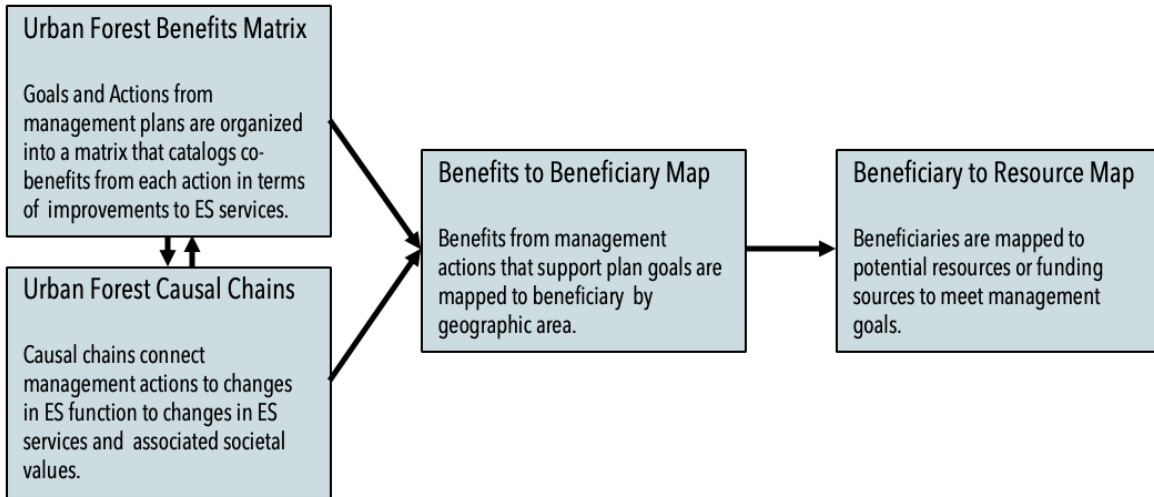 Urban Forest Benefits Matrix
Goals and Actions from
management plans are organized
into a matrix that catalogs co-
benefits from each action in terms
of improvements to ES services.
Urban Forest Causal Chains
Causal chains connect
management actions to changes
in ES function to changes in ES
services and associated societal
values.
Benefits to Beneficiary Map
Benefits from management
actions that support plan goals are
mapped to beneficiary by
geographic area.
Beneficiary to Resource Map
Beneficiaries are mapped to
potential resources or funding
sources to meet management
goals.